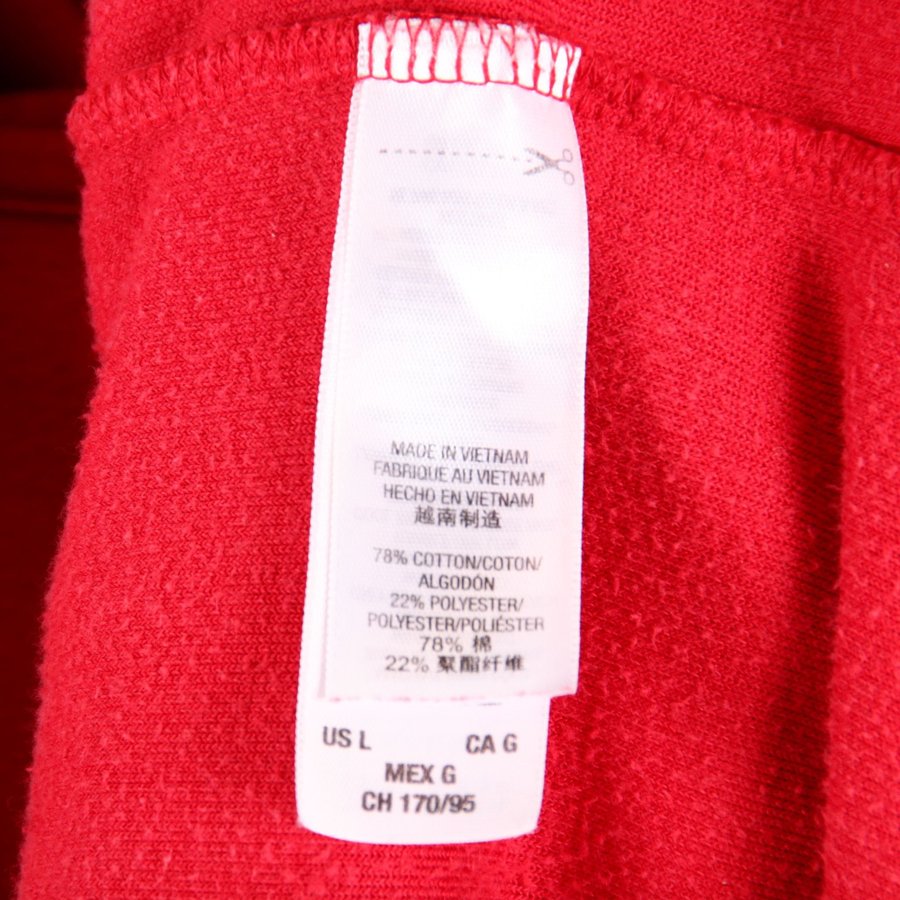 MADE IN VIETNAM
FABRIQUE AU VIETNAM
HECHO EN VIETNAM
越南制造
78% COTTON/COTON/
ALGODÓN
22% POLYESTER/
POLYESTER/POLIÉSTER
78% 棉
22% 聚酯纤维
US L CA G
MEX G
CH 170/95